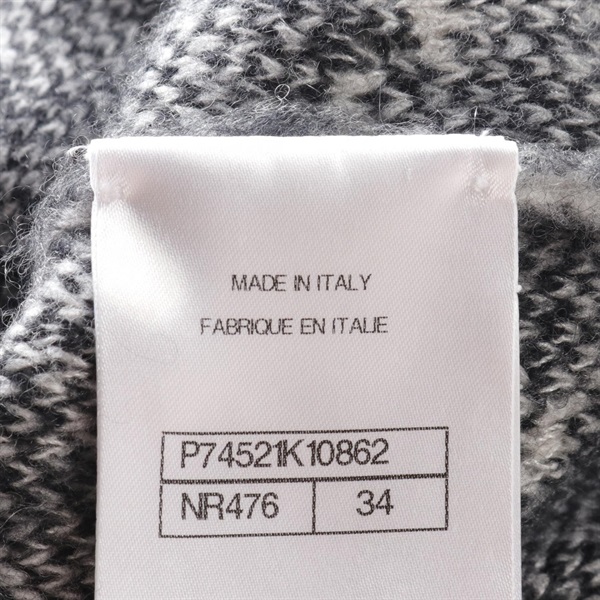 MADE IN ITALY
FABRIQUE EN ITALIE
P74521K10862
NR476 34